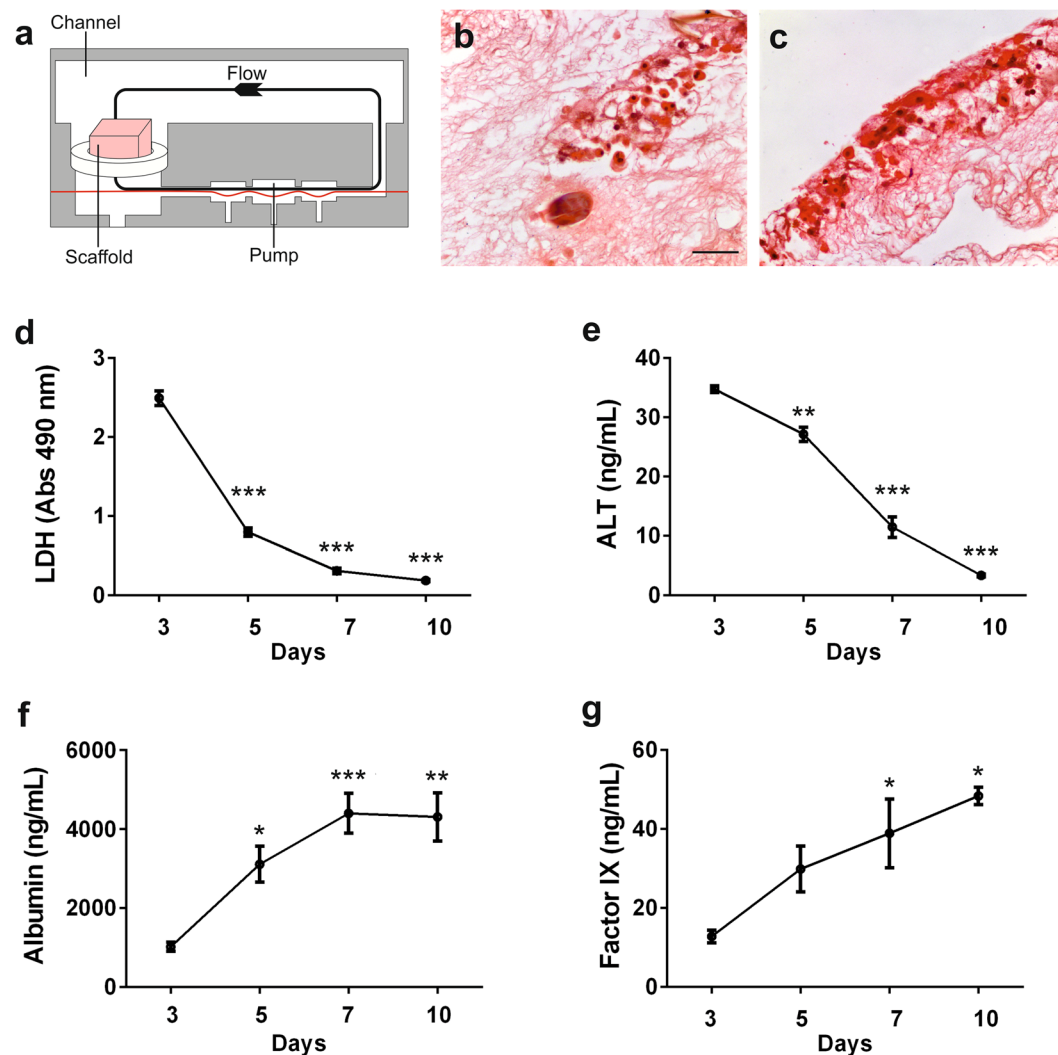 a
Channel
Flow
Scaffold
Pump
b
c
d
LDH (Abs 490 nm)
3
2
1
0
***
***
***
3 5 7 10
Days
e
ALT (ng/mL)
40
30
20
10
0
**
***
***
3 5 7 10
Days
f
Albumin (ng/mL)
6000
4000
2000
0
*
***
**
3 5 7 10
Days
g
Factor IX (ng/mL)
60
40
20
0
*
*
3 5 7 10
Days